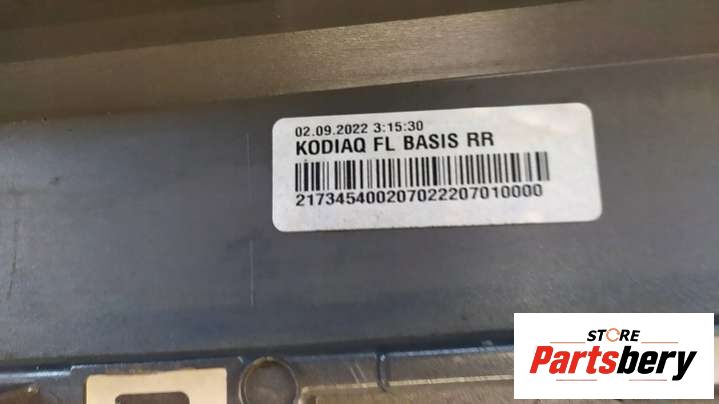 02.09.2022 3:15:30
KODIAQ FL BASIS RR
217345400207022207010000
STORE
Partsbery